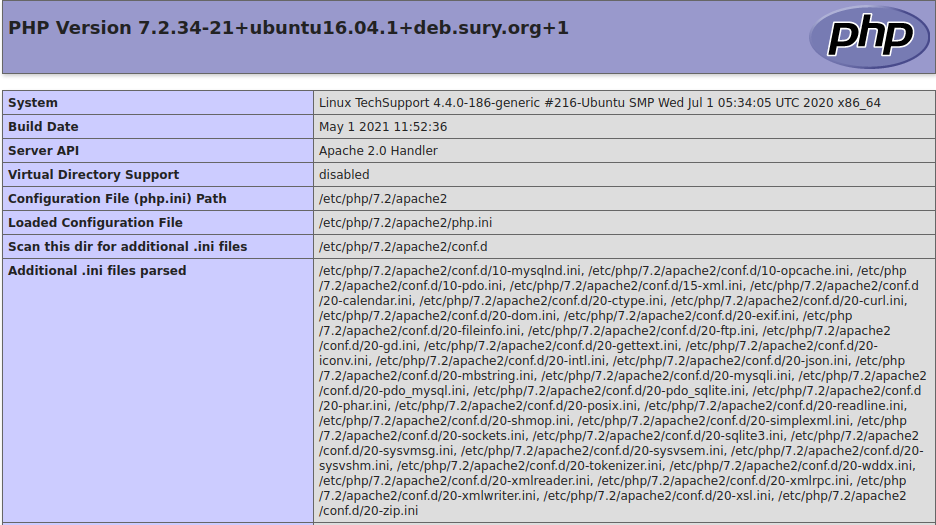 PHP Version 7.2.34-21+ubuntu16.04.1+deb.sury.org+1
php
System Linux TechSupport 4.4.0-186-generic #216-Ubuntu SMP Wed Jul 1 05:34:05 UTC 2020 x86_64
Build Date May 1 2021 11:52:36
Server API Apache 2.0 Handler
Virtual Directory Support disabled
Configuration File (php.ini) Path /etc/php/7.2/apache2
Loaded Configuration File /etc/php/7.2/apache2/php.ini
Scan this dir for additional .ini files /etc/php/7.2/apache2/conf.d
Additional .ini files parsed /etc/php/7.2/apache2/conf.d/10-mysqlnd.ini, /etc/php/7.2/apache2/conf.d/10-opcache.ini, /etc/php
/7.2/apache2/conf.d/10-pdo.ini, /etc/php/7.2/apache2/conf.d/15-xml.ini, /etc/php/7.2/apache2/conf.d
/20-calendar.ini, /etc/php/7.2/apache2/conf.d/20-ctype.ini, /etc/php/7.2/apache2/conf.d/20-curl.ini,
/etc/php/7.2/apache2/conf.d/20-dom.ini, /etc/php/7.2/apache2/conf.d/20-exif.ini, /etc/php
/7.2/apache2/conf.d/20-fileinfo.ini, /etc/php/7.2/apache2/conf.d/20-ftp.ini, /etc/php/7.2/apache2
/conf.d/20-gd.ini, /etc/php/7.2/apache2/conf.d/20-gettext.ini, /etc/php/7.2/apache2/conf.d/20-
iconv.ini, /etc/php/7.2/apache2/conf.d/20-intl.ini, /etc/php/7.2/apache2/conf.d/20-json.ini, /etc/php
/7.2/apache2/conf.d/20-mbstring.ini, /etc/php/7.2/apache2/conf.d/20-mysqli.ini, /etc/php/7.2/apache2
/conf.d/20-pdo_mysql.ini, /etc/php/7.2/apache2/conf.d/20-pdo_sqlite.ini, /etc/php/7.2/apache2/conf.d
/20-phar.ini, /etc/php/7.2/apache2/conf.d/20-posix.ini, /etc/php/7.2/apache2/conf.d/20-readline.ini,
/etc/php/7.2/apache2/conf.d/20-shmop.ini, /etc/php/7.2/apache2/conf.d/20-simplexml.ini, /etc/php
/7.2/apache2/conf.d/20-sockets.ini, /etc/php/7.2/apache2/conf.d/20-sqlite3.ini, /etc/php/7.2/apache2
/conf.d/20-sysvmsg.ini, /etc/php/7.2/apache2/conf.d/20-sysvsem.ini, /etc/php/7.2/apache2/conf.d/20-
sysvshm.ini, /etc/php/7.2/apache2/conf.d/20-tokenizer.ini, /etc/php/7.2/apache2/conf.d/20-wddx.ini,
/etc/php/7.2/apache2/conf.d/20-xmlreader.ini, /etc/php/7.2/apache2/conf.d/20-xmlrpc.ini, /etc/php
/7.2/apache2/conf.d/20-xmlwriter.ini, /etc/php/7.2/apache2/conf.d/20-xsl.ini, /etc/php/7.2/apache2
/conf.d/20-zip.ini